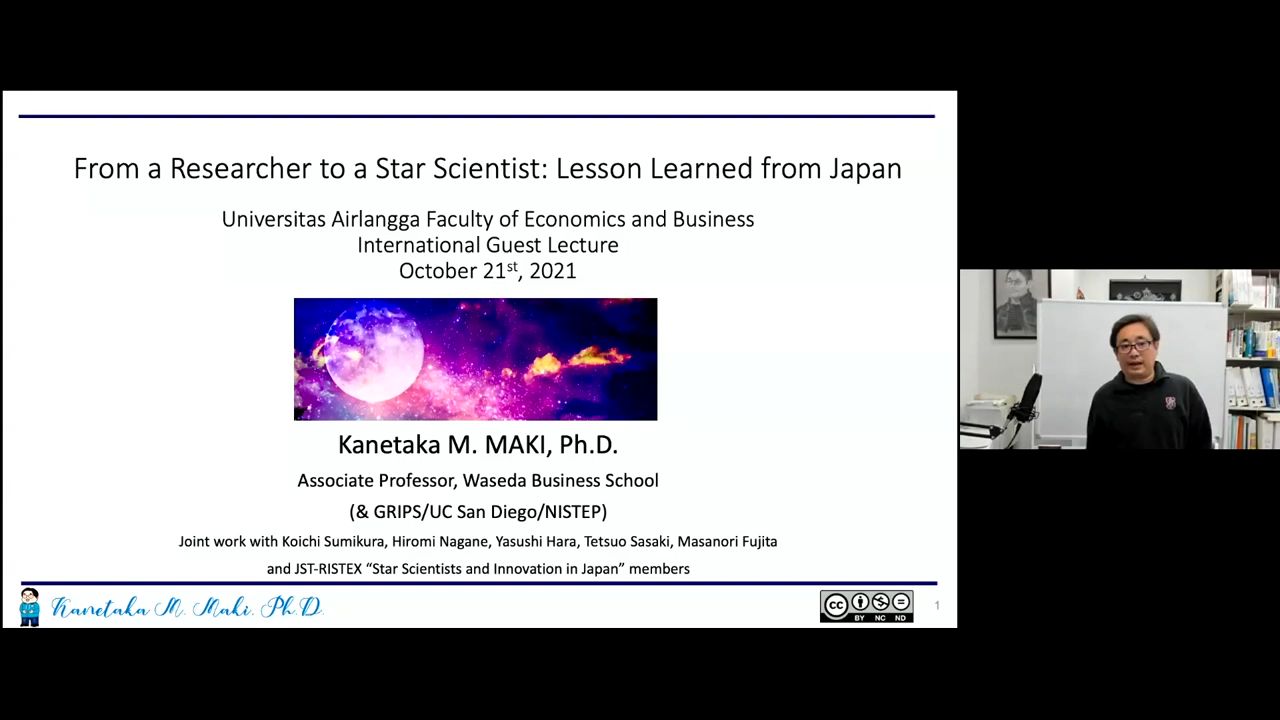 From a Researcher to a Star Scientist: Lesson Learned from Japan
Universitas Airlangga Faculty of Economics and Business
International Guest Lecture
October 21st, 2021
Kanetaka M. MAKI, Ph.D.
Associate Professor, Waseda Business School
(& GRIPS/UC San Diego/NISTEP)
Joint work with Koichi Sumikura, Hiromi Nagane, Yasushi Hara, Tetsuo Sasaki, Masanori Fujita
and JST-RISTEX “Star Scientists and Innovation in Japan” members
Kanetaka M. Maki, Ph.D.
CC BY NC ND
1